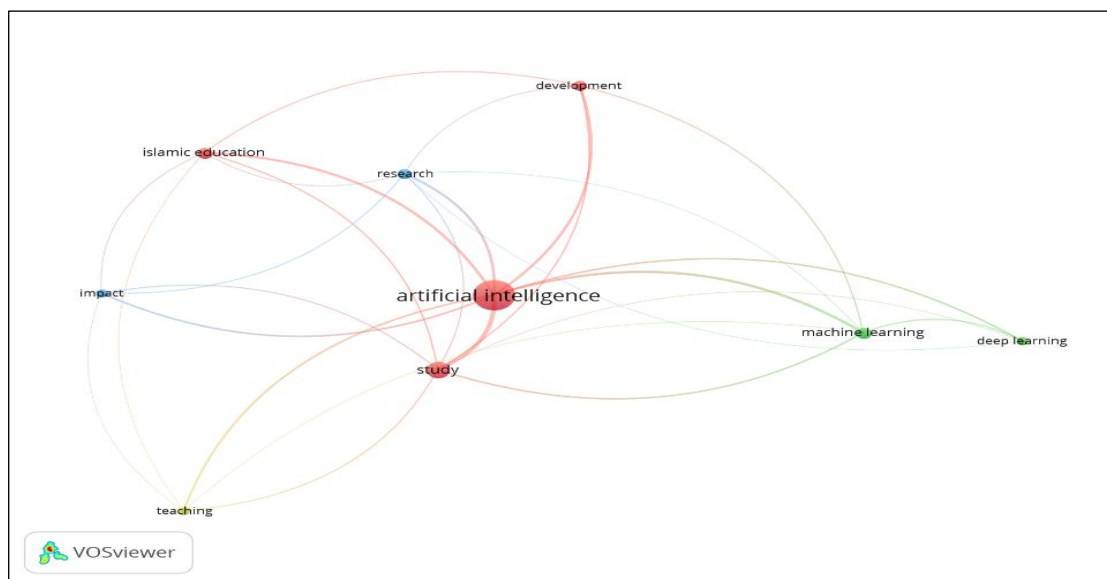 development
islamic education
research
impact
artificial intelligence
machine learning
deep learning
study
teaching
VOSviewer